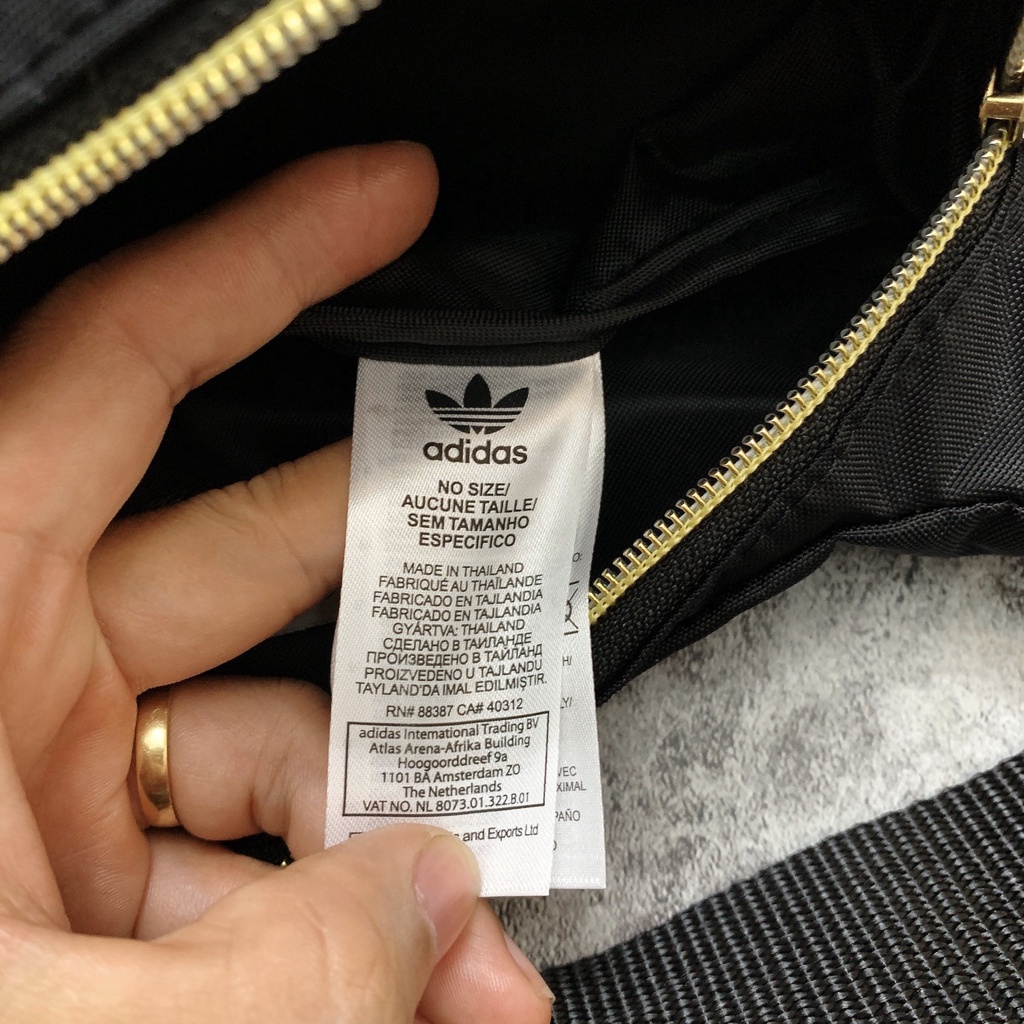 adidas
NO SIZE/
AUCUNE TAILLE/
SEM TAMANHO
ESPECIFICO
MADE IN THAILAND
FABRIQUÉ AU THAÏLANDE
FABRICADO EN TAJLANDIA
FABRICADO EN TAJLANDIA
GYÁRTVA: THAILAND
СДЕЛАНО В ТАИЛАНДЕ
ПРОИЗВЕДЕНО В ТАЙЛАНД
PROIZVEDENO U TAJLANDU
TAYLAND'DA IMAL EDILMIŞTIR.
RN# 88387 CA# 40312
adidas International Trading BV
Atlas Arena-Afrika Building
Hoogoorddreef 9a
1101 BA Amsterdam ZO
The Netherlands
VAT NO. NL 8073.01.322.B.01
and Exports Ltd